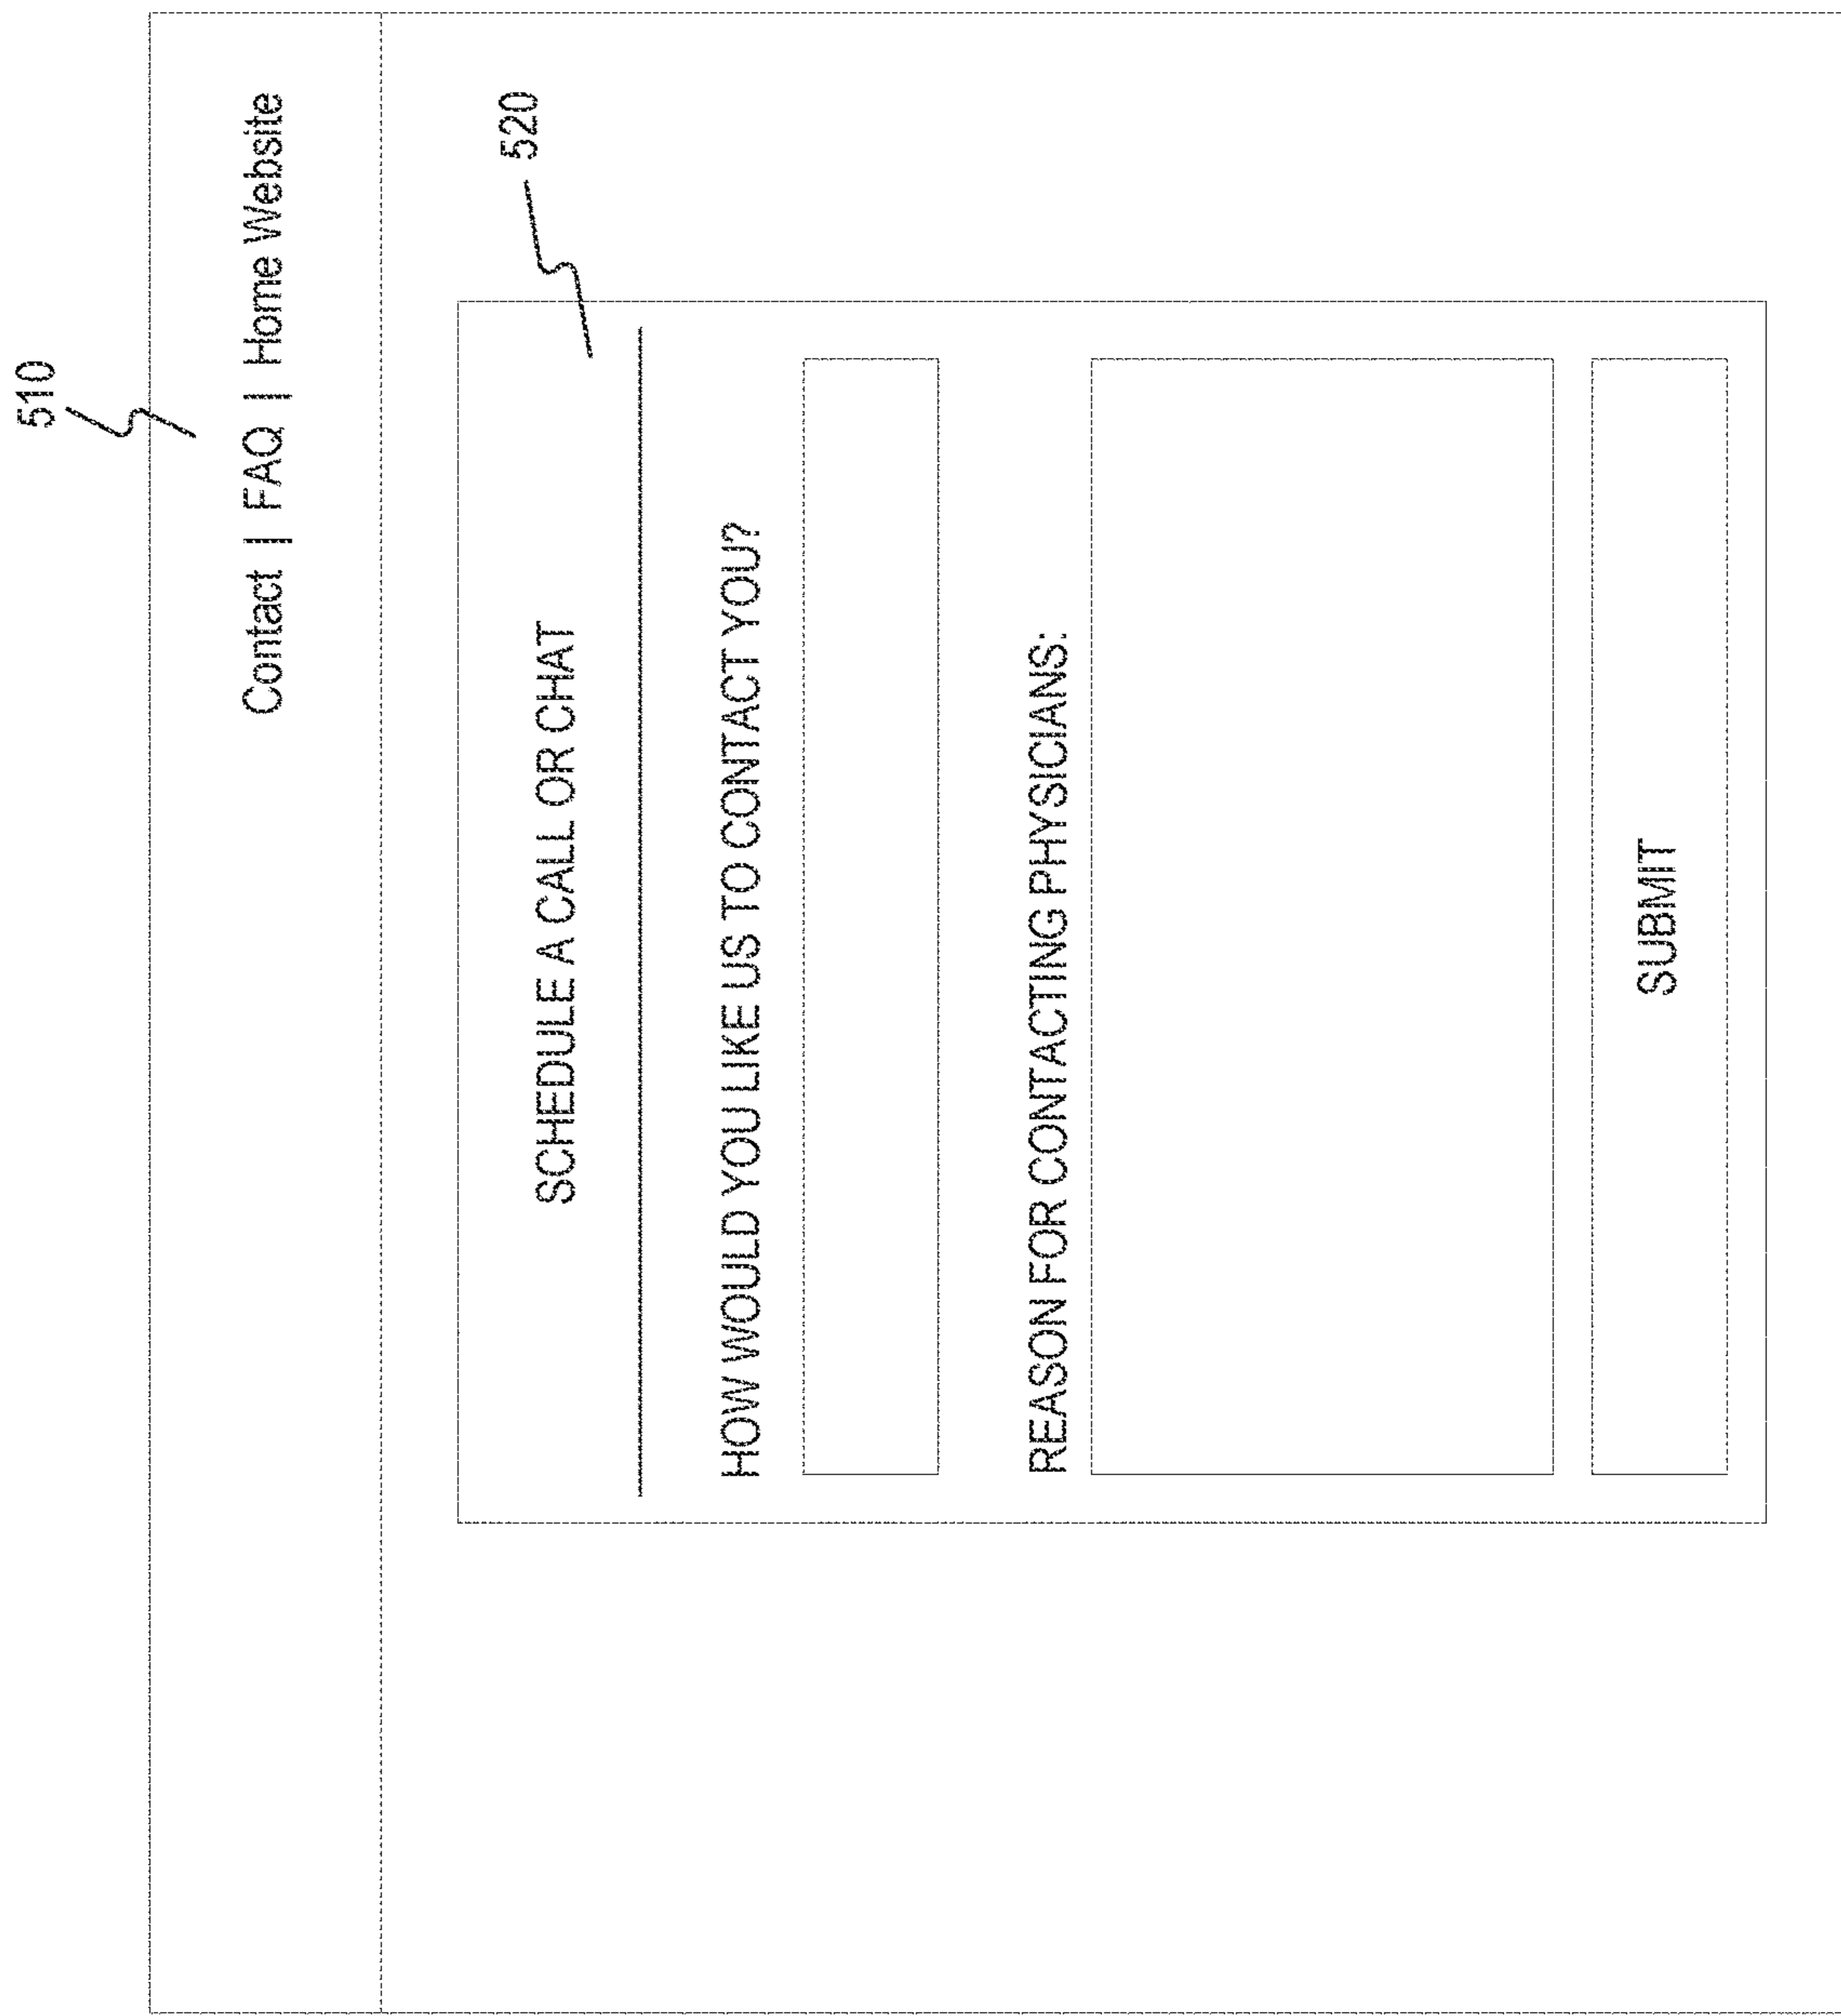 510
Contact | FAQ | Home Website
520
SCHEDULE A CALL OR CHAT
HOW WOULD YOU LIKE US TO CONTACT YOU?
REASON FOR CONTACTING PHYSICIANS:
SUBMIT